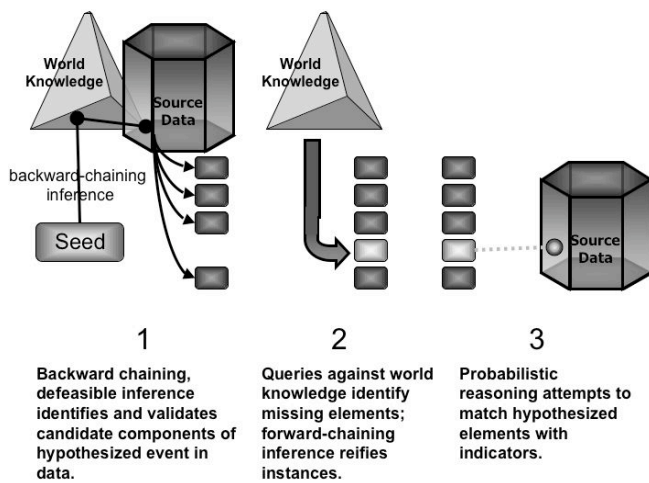 World
Knowledge
Source
Data
backward-chaining
inference
Seed
World
Knowledge
Source
Data
1
Backward chaining,
defeasible inference
identifies and validates
candidate components of
hypothesized event in
data.
2
Queries against world
knowledge identify
missing elements;
forward-chaining
inference reifies
instances.
3
Probabilistic
reasoning attempts to
match hypothesized
elements with
indicators.